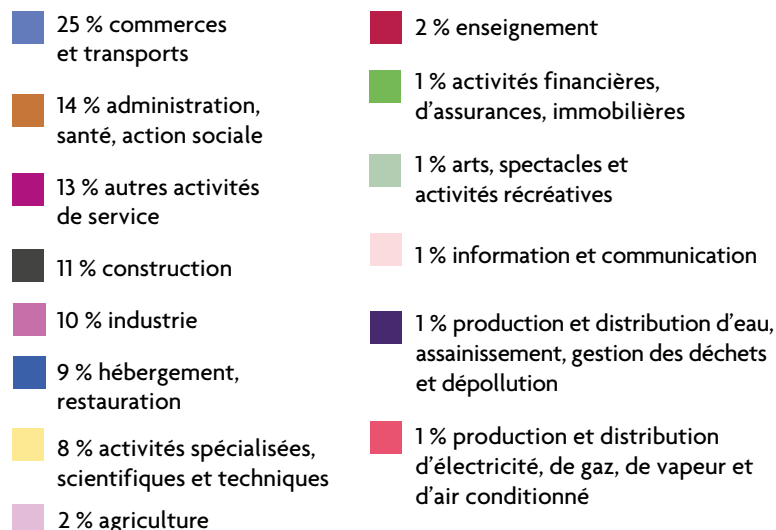 25 % commerces
et transports
14 % administration,
santé, action sociale
13 % autres activités
de service
11 % construction
10 % industrie
9 % hébergement,
restauration
8 % activités spécialisées,
scientifiques et techniques
2 % agriculture
2 % enseignement
1 % activités financières,
d’assurances, immobilières
1 % arts, spectacles et
activités récréatives
1 % information et communication
1 % production et distribution d’eau,
assainissement, gestion des déchets
et dépollution
1 % production et distribution
d’électricité, de gaz, de vapeur et
d’air conditionné